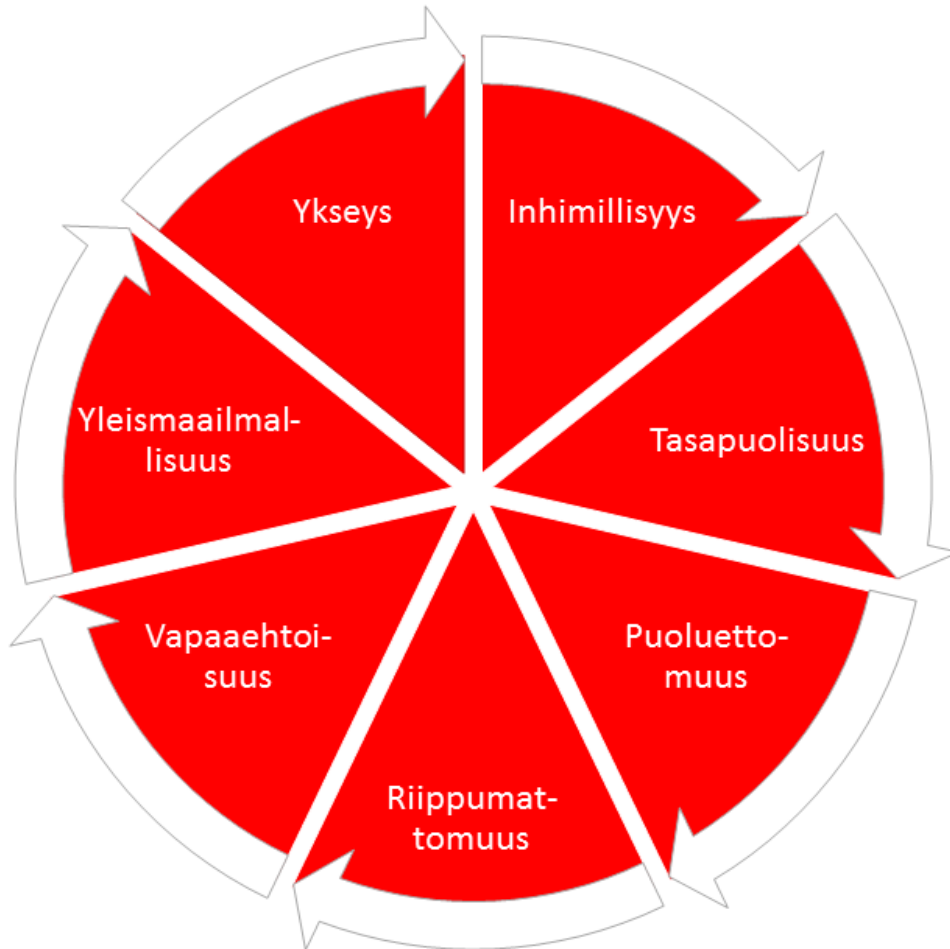 Ykseys
Inhimillisyys
Tasapuolisuus
Puoluetto-
muus
Riippumat-
tomuus
Vapaaehtoi-
suus
Yleismaailmal-
lisuus